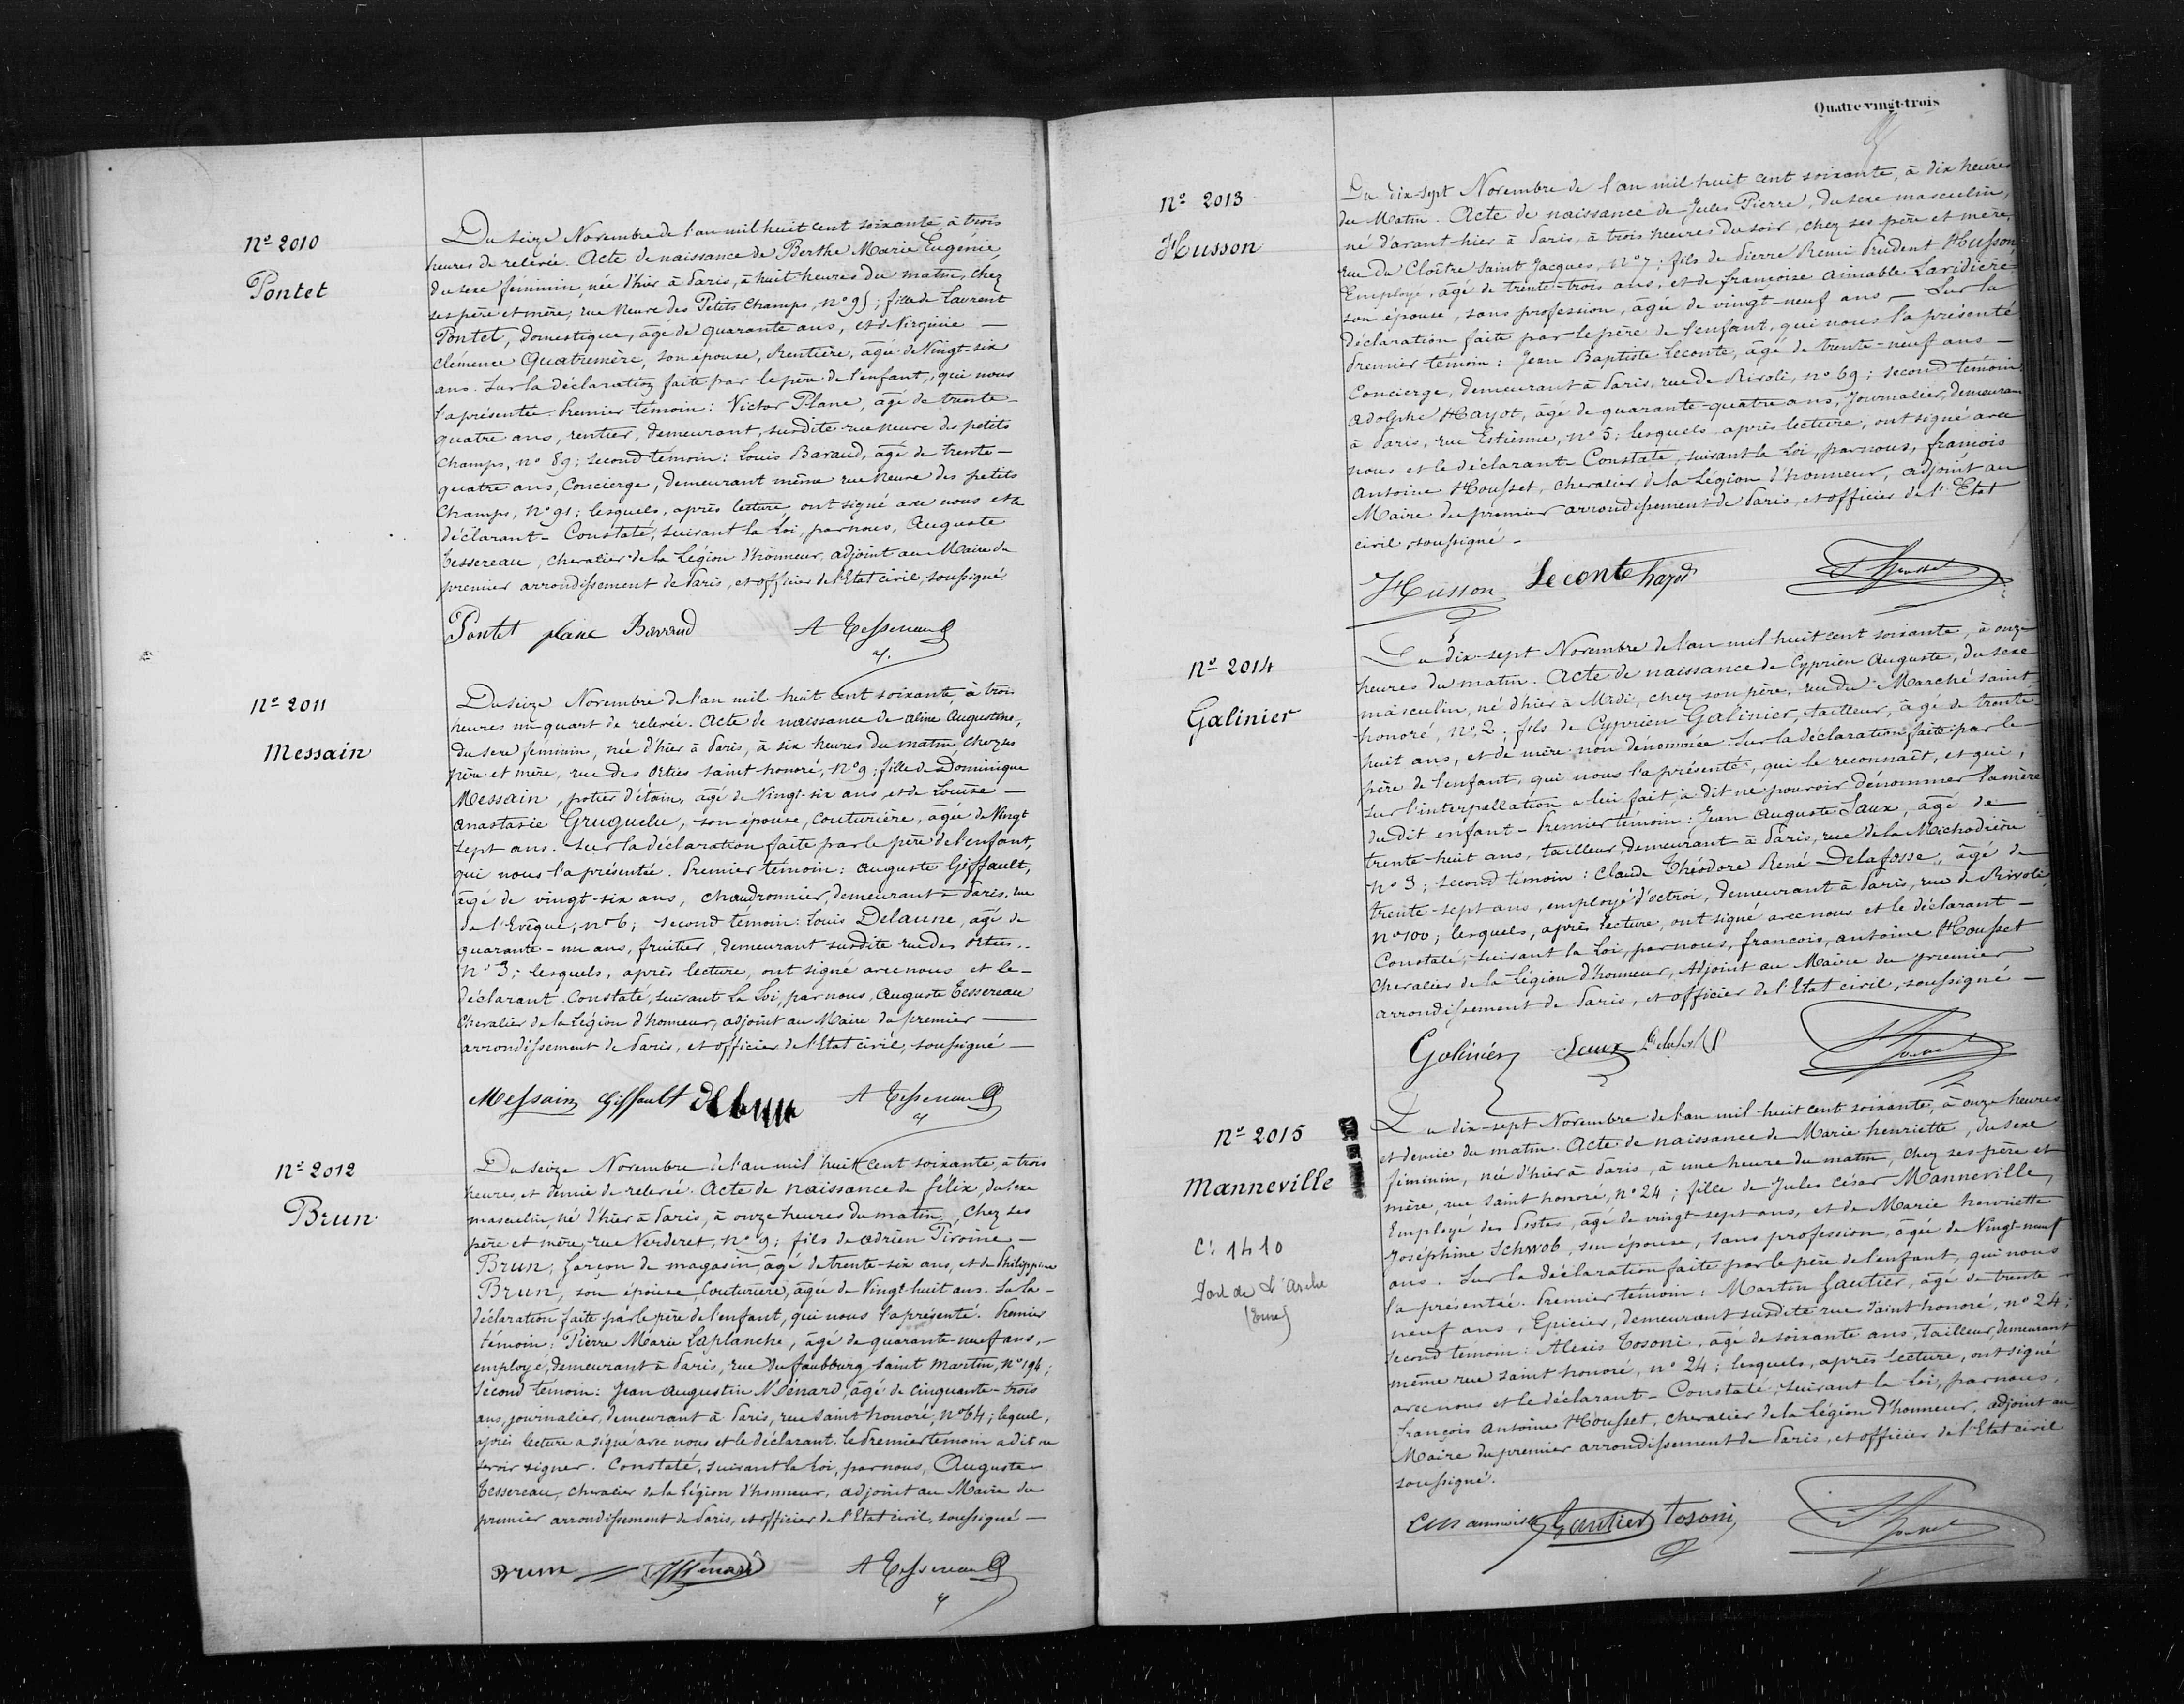 Nº 2010
Pontet
Du seize Novembre de l'an mil huit cent soixante, à trois
heures de relevée. Acte de naissance de Berthe Marie Eugénie,
du sexe féminin, née d'hier à Paris, à huit heures du matin, chez
ses père et mère, rue Neuve des Petits Champs, nº 95; fille de Laurent
Pontet, domestique, âgé de quarante ans, et de Virginie —
Clémence Quatremère, son épouse, Rentière, âgée de Vingt-six
ans. Sur la déclaration faite par le père de l'enfant, qui nous
l'a présentée. Premier témoin: Victor Plane, âgé de trente-
quatre ans, rentier, demeurant, susdite rue neuve des petits
champs, nº 89; second témoin: Louis Baraud, âgé de trente-
quatre ans, Concierge, demeurant même rue Neuve des petits
Champs, nº 91; lesquels, après lecture, ont signé avec nous et le
déclarant - Constaté, suivant la Loi, par nous, Auguste
Tessereau, chevalier de la Légion d'honneur, adjoint au Maire du
premier arrondissement de Paris, et officier de l'Etat civil, soussigné.
Pontet plane Baraud A Tessereau
Nº 2011
Messain
Du seize Novembre de l'an mil huit cent soixante, à trois
heures un quart de relevée. Acte de naissance de Aline Augustine,
du sexe féminin, née d'hier à Paris, à six heures du matin, chez ses
père et mère, rue des Orties saint honoré, nº 9; fille de Dominique
Messain, potier d'étain, âgé de Vingt-six ans, et de Louise —
Anastasie Gruguelu, son épouse, couturière, âgée de Vingt
sept ans. Sur la déclaration faite par le père de l'enfant,
qui nous l'a présentée. Premier témoin: Auguste Giffault,
âgé de vingt-six ans, chaudronnier, demeurant à Paris, rue
de l'Evêque, nº 6; second témoin: Louis Delaune, âgé de
quarante-un ans, fruitier, demeurant susdite rue des Orties..
nº 3; lesquels, après lecture, ont signé avec nous et le-
déclarant. Constaté, suivant la Loi, par nous, Auguste Tessereau
Chevalier de la Légion d'honneur, adjoint au Maire du premier —
arrondissement de Paris, et officier de l'Etat civil, soussigné —
Messain Giffault A Tessereau
Nº 2012
Brun
Du seize Novembre de l'an mil huit cent soixante, à trois
heures et demie de relevée. Acte de naissance de Félix, du sexe
masculin, né d'hier à Paris, à onze heures du matin, chez ses
père et mère, rue Verderet, nº 9; fils de Adrien Piroine —
Brun, garçon de magasin, âgé de trente-six ans, et de Philippine
Brun, son épouse, Couturière, âgée de Vingt-huit ans. Sur la -
déclaration faite par le père de l'enfant, qui nous l'a présenté. Premier
témoin: Pierre Marie Laplanche, âgé de quarante-neuf ans, -
employé, demeurant à Paris, rue du faubourg saint martin, nº 194;
Second témoin: Jean Augustin Ménard, âgé de cinquante-trois
ans, journalier, demeurant à Paris, rue saint honoré, nº 64; lequel,
après lecture a signé avec nous et le déclarant. le Premier témoin a dit ne
savoir signer. Constaté, suivant la Loi, par nous, Auguste
Tessereau, chevalier de la Légion d'honneur, adjoint au Maire du
premier arrondissement de Paris, et officier de l'Etat civil, soussigné —
Brun Ménard A Tessereau
Quatre-vingt-trois
Nº 2013
Husson
Du dix-sept Novembre de l'an mil huit cent soixante, à dix heures
du Matin. Acte de naissance de Jules Pierre, du sexe masculin,
né d'avant-hier à Paris, à trois heures du soir, chez ses père et mère,
rue du Cloître Saint Jacques, nº 7; fils de Pierre Remi Prudent Husson,
Employé, âgé de trente-trois ans, et de françoise Aimable Laridière
son épouse, sans profession, âgée de vingt-neuf ans — Sur la
déclaration faite par le père de l'enfant, qui nous l'a présenté
Premier témoin: Jean Baptiste Leconte, âgé de trente-neuf ans —
Concierge, demeurant à Paris, rue de Rivoli, nº 69; second témoin:
Adolphe Hayot, âgé de quarante-quatre ans, Journalier, demeurant
à Paris, rue Estienne, nº 5; lesquels après lecture, ont signé avec
nous et le déclarant - Constaté, suivant la Loi, par nous, françois
Antoine Housset, chevalier de la Légion d'honneur, adjoint au
Maire du premier arrondissement de Paris, et officier de l'Etat
civil, soussigné -
Husson Leconte hayot
Nº 2014
Galinier
Du dix-sept Novembre de l'an mil huit cent soixante, à onze
heures du matin. Acte de naissance de Cyprien Auguste, du sexe
masculin, né d'hier à Midi, chez son père, rue du Marché saint
honoré, nº 2; fils de Cyprien Galinier, tailleur, âgé de trente
huit ans, et de mère non dénommée. Sur la déclaration faite par le
père de l'enfant, qui nous l'a présenté, qui le reconnaît, et qui,
sur l'interpellation a lui fait, a dit ne pouvoir dénommer la mère
du dit enfant - Premier témoin: Jean Auguste Saux, âgé de
trente-huit ans, tailleur, demeurant à Paris, rue de la Michodière
nº 3; second témoin: Claude Théodore René Delafosse, âgé de
trente-sept ans, employé d'octroi, demeurant à Paris, rue de Rivoli
nº 100; lesquels, après lecture, ont signé avec nous et le déclarant —
Constaté, suivant la Loi, par nous, françois, antoine Housset
Chevalier de la Légion d'honneur, Adjoint au Maire du premier
arrondissement de Paris, et officier de l'Etat civil, soussigné —
Galinier Saux
Nº 2015
Manneville
C: 1410
Pont de L'Arche
(Eure)
Du dix-sept Novembre de l'an mil huit cent soixante, à onze heures
et demie du matin. Acte de naissance de Marie henriette, du sexe
féminin, née d'hier à Paris, à une heure du matin, chez ses père et
mère, rue saint honoré, nº 24; fille de Jules César Manneville,
Employé des Postes, âgé de vingt-sept ans, et de Marie henriette
Joséphine Schwob, son épouse, sans profession, âgée de Vingt-neuf
ans. Sur la déclaration faite par le père de l'enfant, qui nous
l'a présentée. Premier témoin: Martin Gautier, âgé de trente
neuf ans, Epicier, demeurant susdite rue Saint honoré, nº 24;
second témoin: Alexis Tosoni, âgé de soixante ans, tailleur, demeurant
même rue saint honoré, nº 24; lesquels, après lecture, ont signé
avec nous et le déclarant - Constaté, suivant la Loi, par nous,
françois Antoine Housset, chevalier de la Légion d'honneur, adjoint au
Maire du premier arrondissement de Paris, et officier de l'Etat civil
soussigné.
Gautier Tosoni